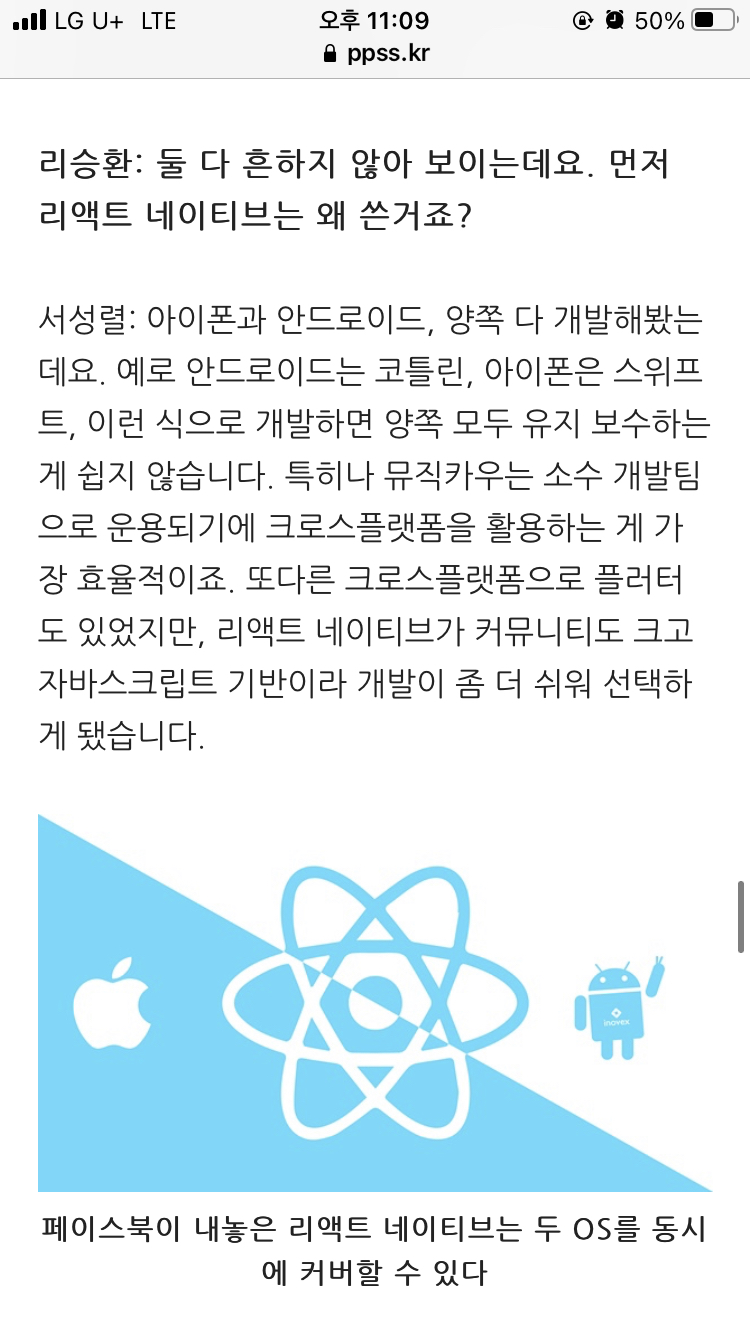 LG U+ LTE 오후 11:09 50%
ppss.kr
리승환: 둘 다 흔하지 않아 보이는데요. 먼저
리액트 네이티브는 왜 쓴거죠?
서성렬: 아이폰과 안드로이드, 양쪽 다 개발해봤는
데요. 예로 안드로이드는 코틀린, 아이폰은 스위프
트, 이런 식으로 개발하면 양쪽 모두 유지 보수하는
게 쉽지 않습니다. 특히나 뮤직카우는 소수 개발팀
으로 운용되기에 크로스플랫폼을 활용하는 게 가
장 효율적이죠. 또다른 크로스플랫폼으로 플러터
도 있었지만, 리액트 네이티브가 커뮤니티도 크고
자바스크립트 기반이라 개발이 좀 더 쉬워 선택하
게 됐습니다.
inovex
페이스북이 내놓은 리액트 네이티브는 두 OS를 동시
에 커버할 수 있다